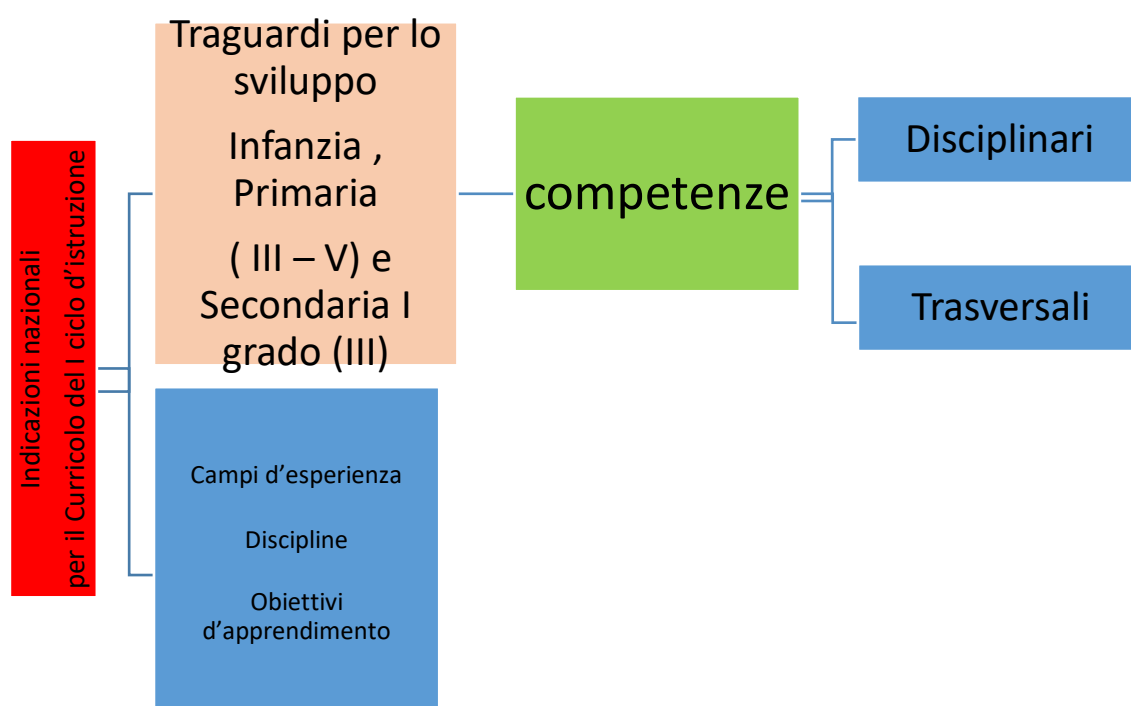 Indicazioni nazionali
per il Curricolo del I ciclo d’istruzione
Traguardi per lo
sviluppo
Infanzia ,
Primaria
( III – V) e
Secondaria I
grado (III)
Campi d’esperienza
Discipline
Obiettivi
d’apprendimento
competenze
Disciplinari
Trasversali